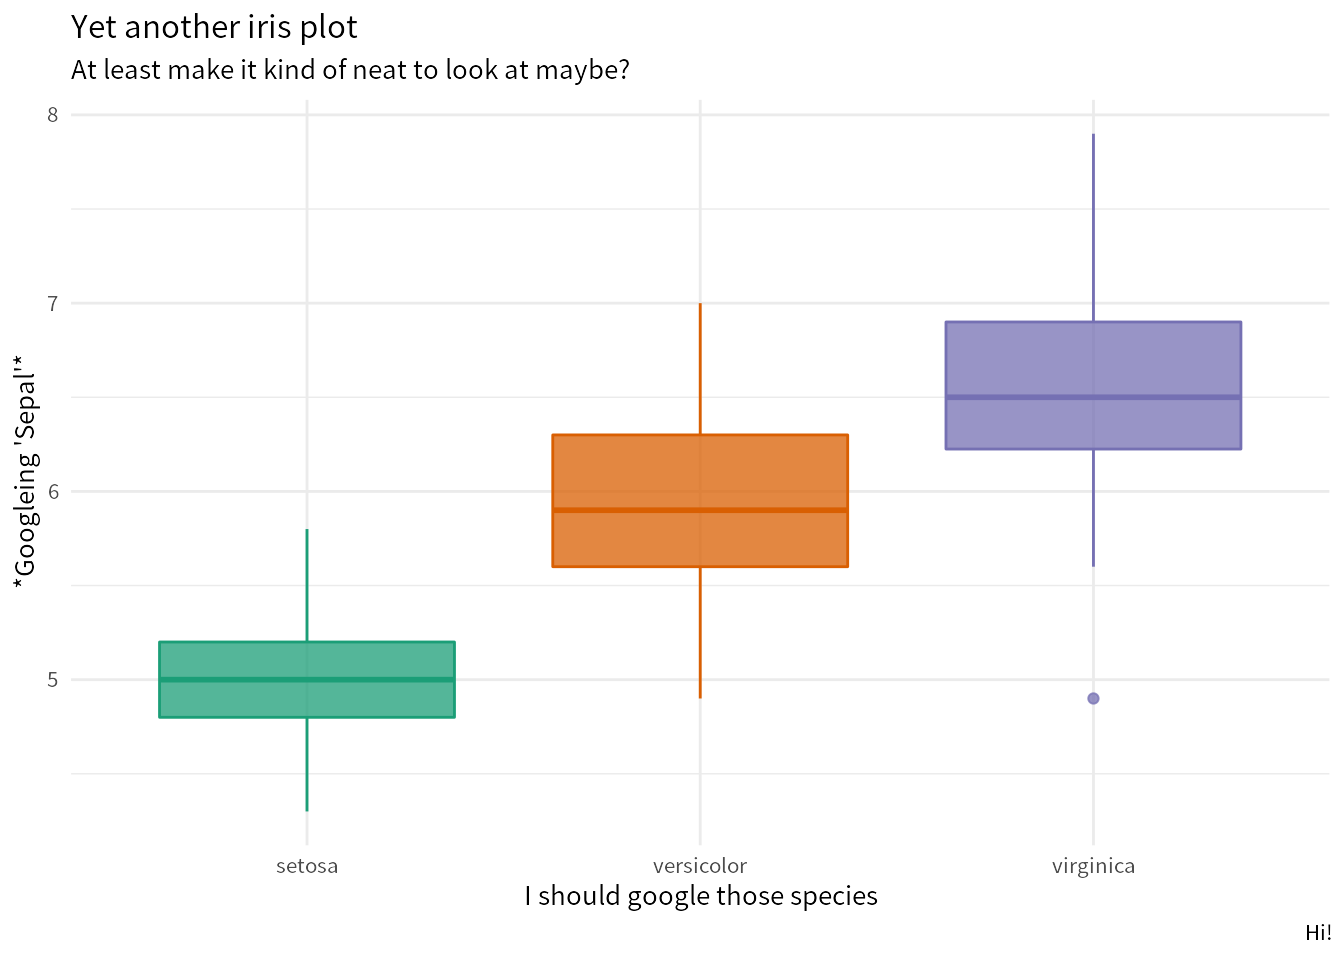 Yet another iris plot
At least make it kind of neat to look at maybe?
*Googleing 'Sepal'*
8
7
6
5
setosa
versicolor
virginica
I should google those species
Hi!